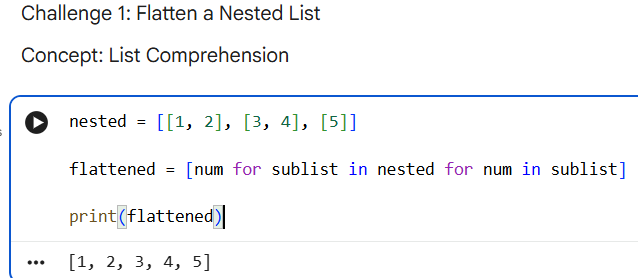 Challenge 1: Flatten a Nested List
Concept: List Comprehension
nested = [[1, 2], [3, 4], [5]]
flattened = [num for sublist in nested for num in sublist]
print(flattened)
[1, 2, 3, 4, 5]